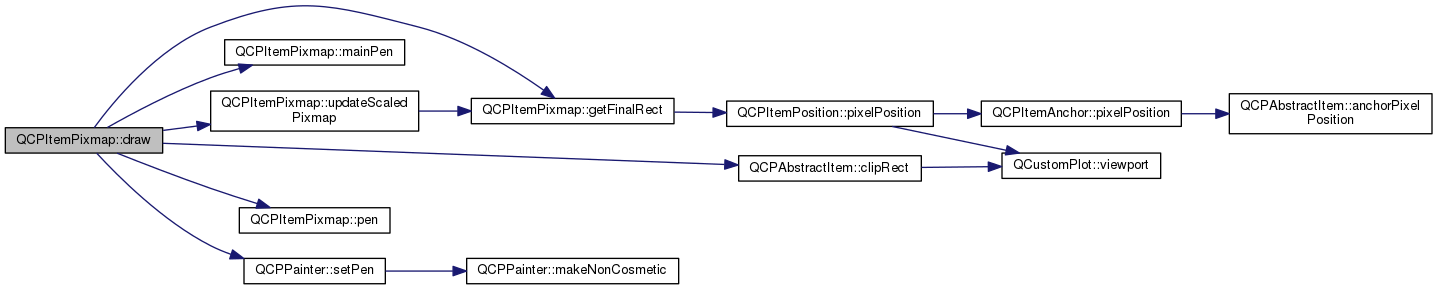 QCPItemPixmap::draw
QCPItemPixmap::mainPen
QCPItemPixmap::updateScaled
Pixmap
QCPItemPixmap::getFinalRect
QCPItemPosition::pixelPosition
QCPItemAnchor::pixelPosition
QCPAbstractItem::anchorPixel
Position
QCPAbstractItem::clipRect
QCustomPlot::viewport
QCPItemPixmap::pen
QCPPainter::setPen
QCPPainter::makeNonCosmetic